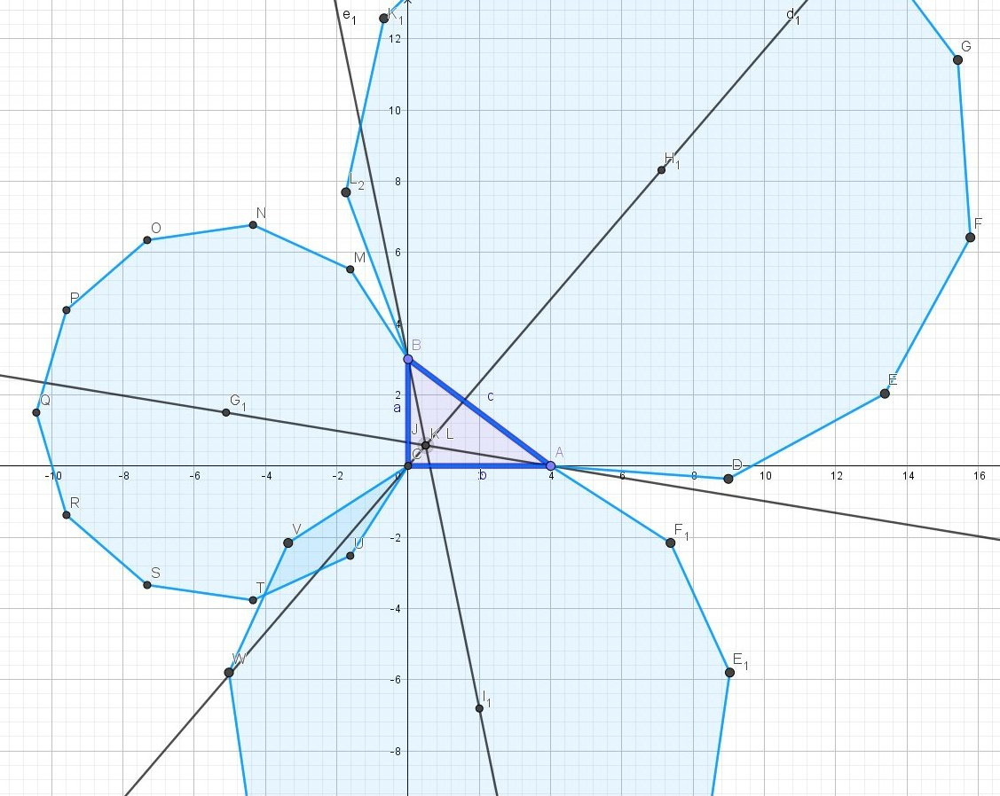 e₁
K₁
d₁
12
G
10
H₁
8
L₂
F
O
N
6
M
P
4
B
E
2
a
c
Q
G₁
J K L
C
A
D
-10
-8
-6
-4
-2
0
b
4
6
8
10
12
14
16
R
V
F₁
-2
U
S
T
-4
W
E₁
-6
I₁
-8